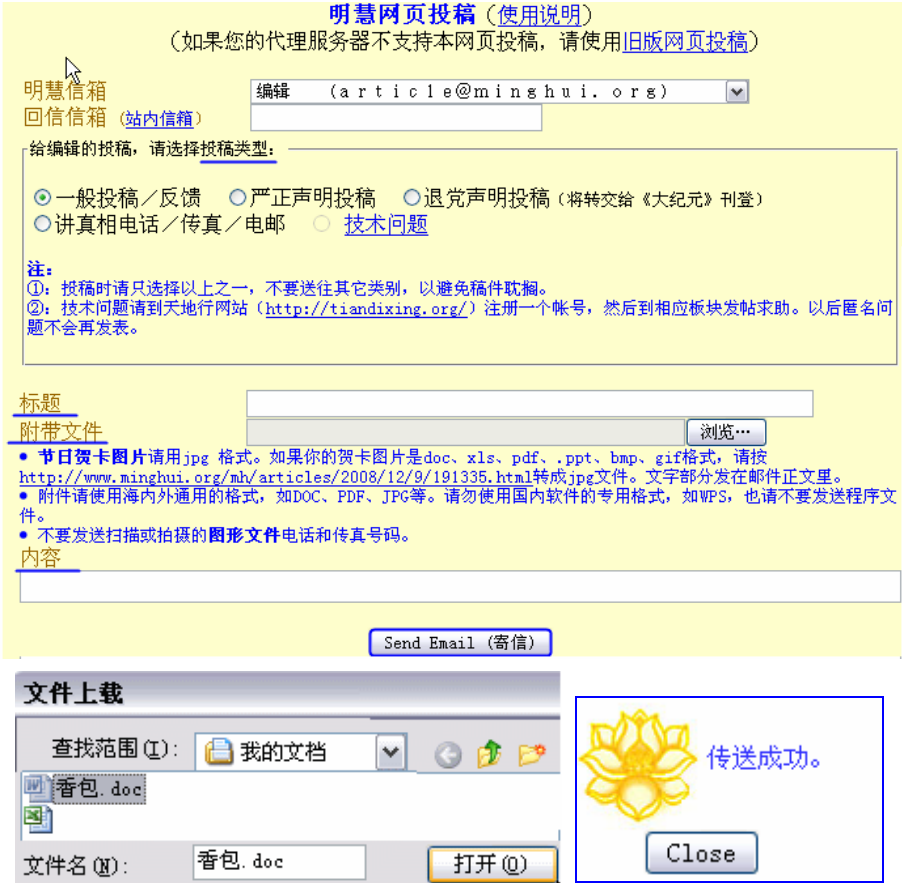 明慧网页投稿（使用说明）
（如果您的代理服务器不支持本网页投稿，请使用旧版网页投稿）
明慧信箱 编辑 (article@minghui.org)
回信信箱（站内信箱）
给编辑的投稿，请选择投稿类型：
一般投稿／反馈 严正声明投稿 退党声明投稿（将转交给《大纪元》刊登）
讲真相电话／传真／电邮 技术问题
注：
①：投稿时请只选择以上之一，不要送往其它类别，以避免稿件耽搁。
②：技术问题请到天地行网站（http://tiandixing.org/）注册一个帐号，然后到相应板块发帖求助。以后匿名问
题不会再发表。
标题
附带文件 浏览…
• 节日贺卡图片请用jpg 格式。如果你的贺卡图片是doc、xls、pdf、.ppt、bmp、gif格式，请按
http://www.minghui.org/mh/articles/2008/12/9/191335.html转成jpg文件。文字部分发在邮件正文里。
• 附件请使用海内外通用的格式，如DOC、PDF、JPG等。请勿使用国内软件的专用格式，如WPS，也请不要发送程序文
件。
• 不要发送扫描或拍摄的图形文件电话和传真号码。
内容
Send Email (寄信)
文件上载
查找范围(I): 我的文档
香包.doc
文件名(N): 香包.doc 打开(O)
传送成功。
Close